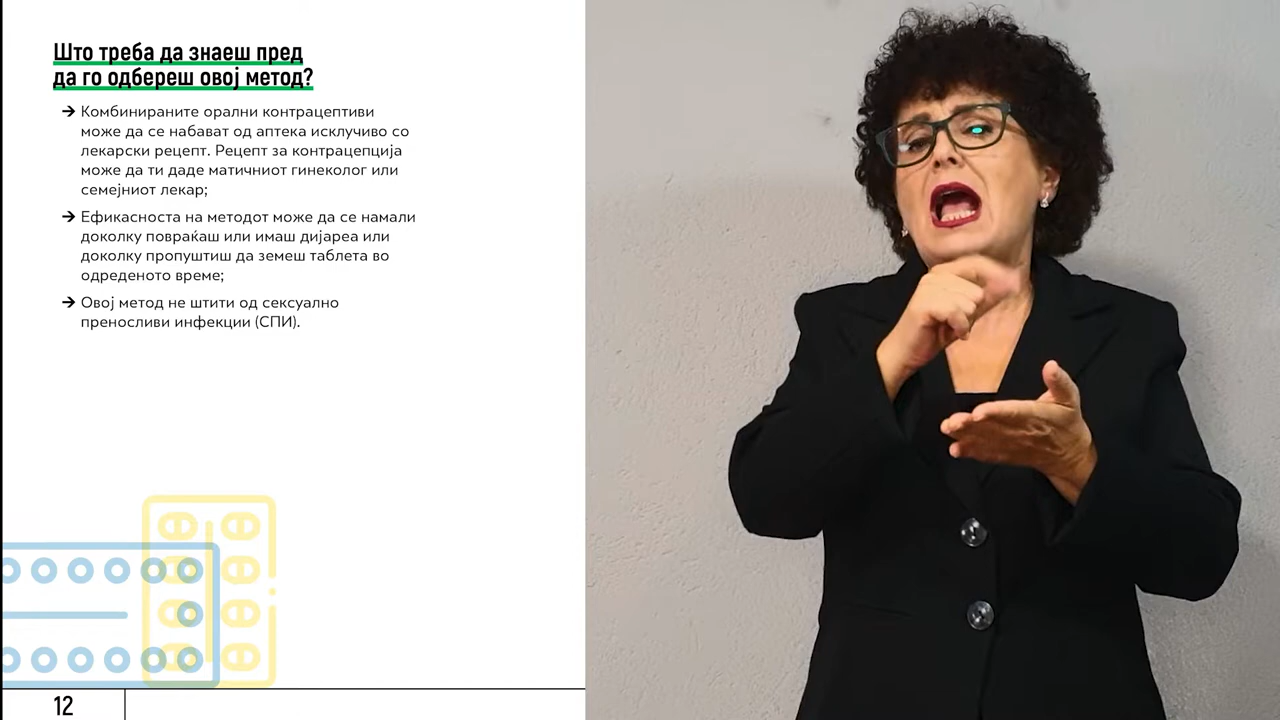 Што треба да знаеш пред
да го одбереш овој метод?
→ Комбинираните орални контрацептиви
може да се набават од аптека исклучиво со
лекарски рецепт. Рецепт за контрацепција
може да ти даде матичниот гинеколог или
семејниот лекар;
→ Ефикасноста на методот може да се намали
доколку повраќаш или имаш дијареа или
доколку пропуштиш да земеш таблета во
одреденото време;
→ Овој метод не штити од сексуално
преносливи инфекции (СПИ).
12